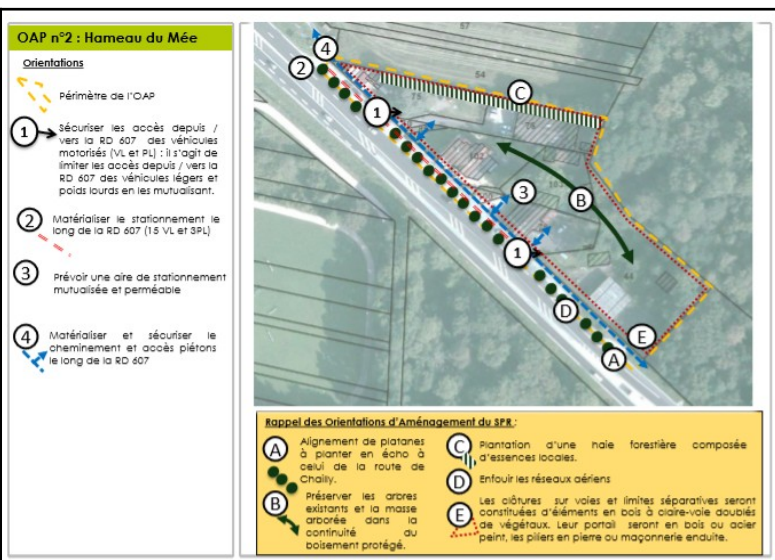 OAP n°2 : Hameau du Mée
Orientations
Périmètre de l'OAP
1
Sécuriser les accès depuis /
vers la RD 607 des véhicules
motorisés (VL et PL) : il s'agit de
limiter les accès depuis / vers la
RD 607 des véhicules légers et
poids lourds en les mutualisant.
2
Matérialiser le stationnement le
long de la RD 607 (15 VL et 3PL)
3
Prévoir une aire de stationnement
mutualisée et perméable
4
Matérialiser et sécuriser le
cheminement et accès piétons
le long de la RD 607
57
4
2
54
75
C
1
3
B
1
44
D
E
A
Rappel des Orientations d'Aménagement du SPR :
A
Alignement de platanes
à planter en écho à
celui de la route de
Chailly.
B
Préserver les arbres
existants et la masse
arborée dans la
continuité du
boisement protégé.
C
Plantation d'une haie forestière composée
d'essences locales.
D
Enfouir les réseaux aériens
E
Les clôtures sur voies et limites séparatives seront
constituées d'éléments en bois à claire-voie doublés
de végétaux. Leur portail seront en bois ou acier
peint, les piliers en pierre ou maçonnerie enduite.